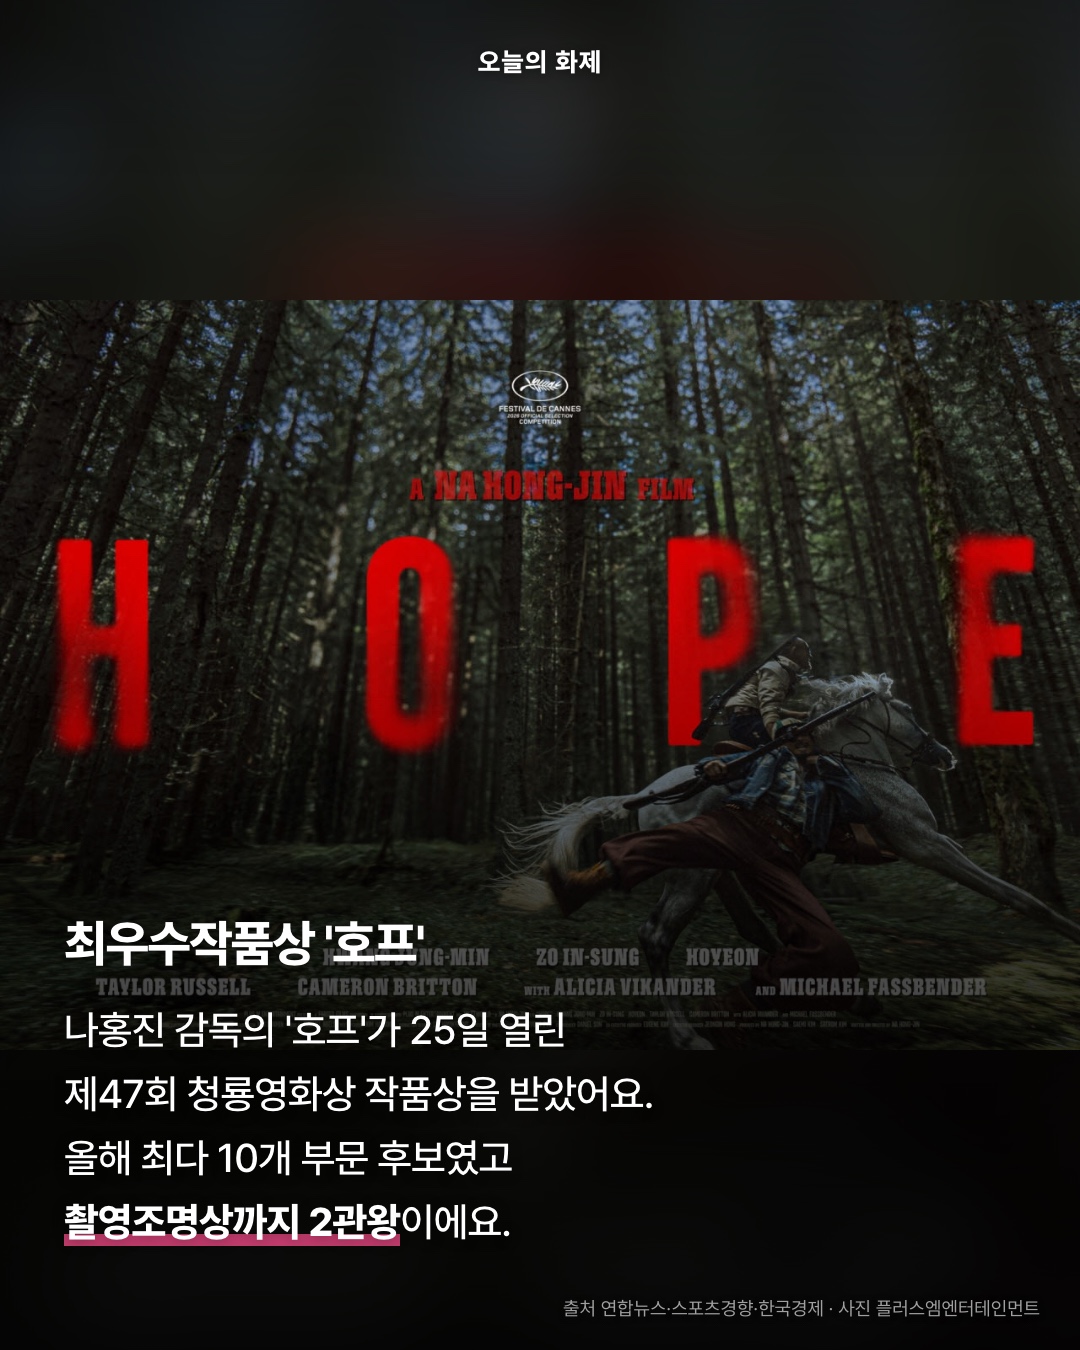 오늘의 화제
FESTIVAL DE CANNES
2026 OFFICIAL SELECTION
COMPETITION
A NA HONG-JIN FILM
HOPE
최우수작품상 '호프'
ZO IN-SUNG HOYEON
TAYLOR RUSSELL CAMERON BRITTON WITH ALICIA VIKANDER AND MICHAEL FASSBENDER
나홍진 감독의 '호프'가 25일 열린
제47회 청룡영화상 작품상을 받았어요.
올해 최다 10개 부문 후보였고
촬영조명상까지 2관왕이에요.
출처 연합뉴스·스포츠경향·한국경제 · 사진 플러스엠엔터테인먼트